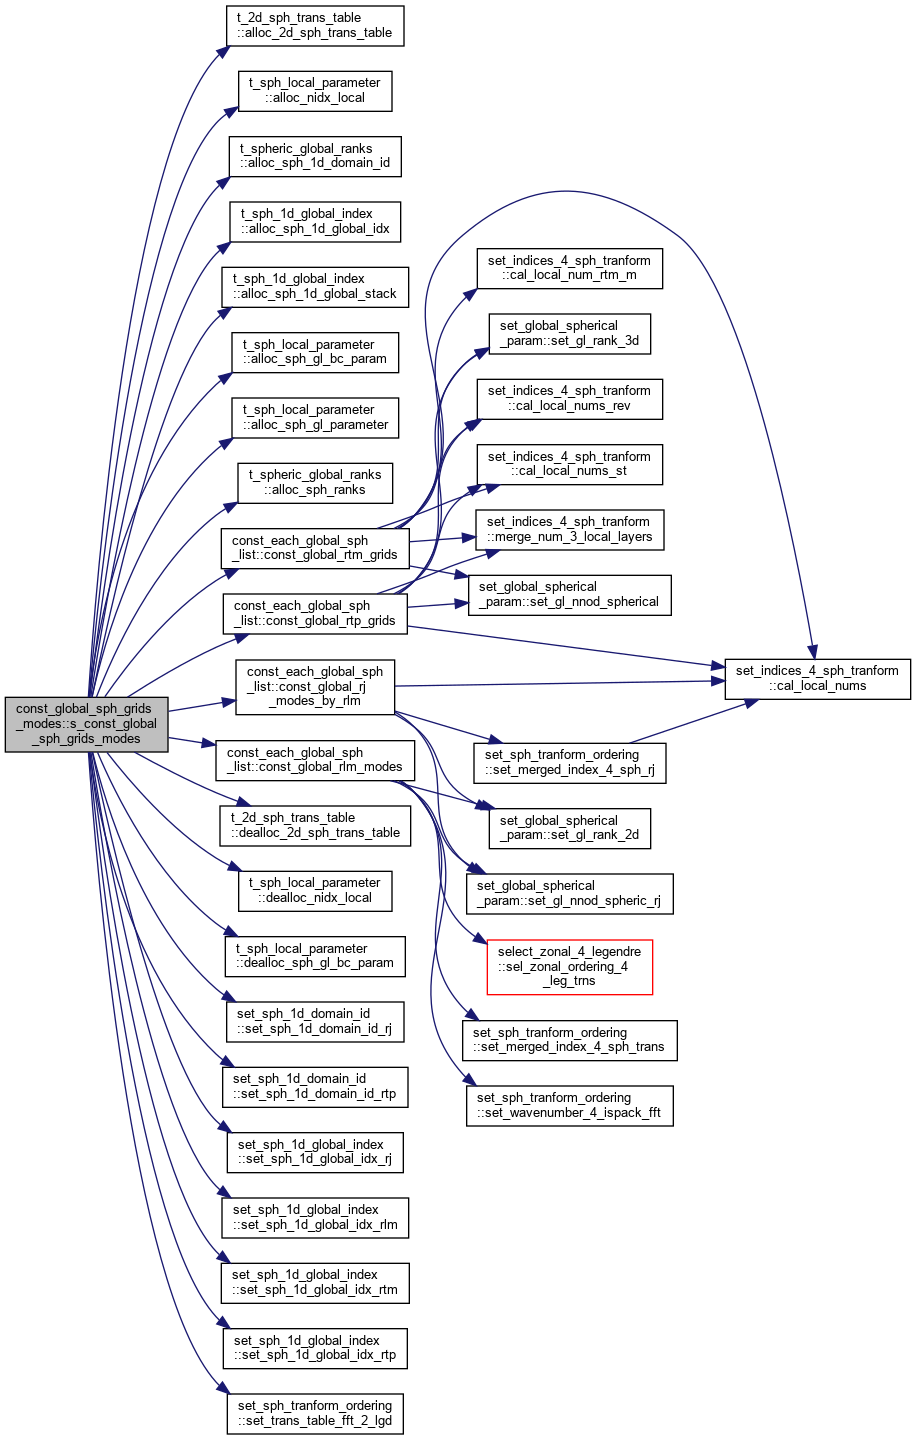 t_2d_sph_trans_table
::alloc_2d_sph_trans_table
t_sph_local_parameter
::alloc_nidx_local
t_spheric_global_ranks
::alloc_sph_1d_domain_id
t_sph_1d_global_index
::alloc_sph_1d_global_idx
t_sph_1d_global_index
::alloc_sph_1d_global_stack
t_sph_local_parameter
::alloc_sph_gl_bc_param
t_sph_local_parameter
::alloc_sph_gl_parameter
t_spheric_global_ranks
::alloc_sph_ranks
const_each_global_sph
_list::const_global_rtm_grids
const_each_global_sph
_list::const_global_rtp_grids
const_each_global_sph
_list::const_global_rj
_modes_by_rlm
const_each_global_sph
_list::const_global_rlm_modes
const_global_sph_grids
_modes::s_const_global
_sph_grids_modes
t_2d_sph_trans_table
::dealloc_2d_sph_trans_table
t_sph_local_parameter
::dealloc_nidx_local
t_sph_local_parameter
::dealloc_sph_gl_bc_param
set_sph_1d_domain_id
::set_sph_1d_domain_id_rj
set_sph_1d_domain_id
::set_sph_1d_domain_id_rtp
set_sph_1d_global_index
::set_sph_1d_global_idx_rj
set_sph_1d_global_index
::set_sph_1d_global_idx_rlm
set_sph_1d_global_index
::set_sph_1d_global_idx_rtm
set_sph_1d_global_index
::set_sph_1d_global_idx_rtp
set_sph_tranform_ordering
::set_trans_table_fft_2_lgd
set_indices_4_sph_tranform
::cal_local_num_rtm_m
set_global_spherical
_param::set_gl_rank_3d
set_indices_4_sph_tranform
::cal_local_nums_rev
set_indices_4_sph_tranform
::cal_local_nums_st
set_indices_4_sph_tranform
::merge_num_3_local_layers
set_global_spherical
_param::set_gl_nnod_spherical
set_indices_4_sph_tranform
::cal_local_nums
set_sph_tranform_ordering
::set_merged_index_4_sph_rj
set_global_spherical
_param::set_gl_rank_2d
set_global_spherical
_param::set_gl_nnod_spheric_rj
select_zonal_4_legendre
::sel_zonal_ordering_4
_leg_trns
set_sph_tranform_ordering
::set_merged_index_4_sph_trans
set_sph_tranform_ordering
::set_wavenumber_4_ispack_fft